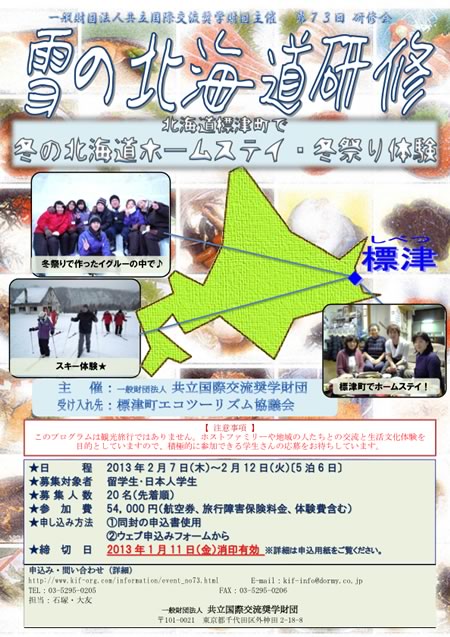 一般財団法人共立国際交流奨学財団主催　第73回 研修会
雪の北海道研修
北海道標津町で
冬の北海道ホームステイ・冬祭り体験
冬祭りで作ったイグルーの中で♪
しべつ
標津
スキー体験★
標津町でホームステイ！
主　催：一般財団法人　共立国際交流奨学財団
受け入れ先：標津町エコツーリズム協議会
【 注意事項 】
このプログラムは観光旅行ではありません。ホストファミリーや地域の人たちとの交流と生活文化体験を
目的としていますので、積極的に参加できる学生さんの応募をお待ちしています。
★日　　程　2013年2月7日(木)～2月12日(火)[5泊6日]
★募集対象者　留学生・日本人学生
★募集人数　20名(先着順)
★参　加　費　54,000円(航空券、旅行障害保険料金、体験費含む)
★申し込み方法　①同封の申込書使用
②ウェブ申込みフォームから
★締　切　日　2013年1月11日(金)消印有効　※詳細は申込用紙をご覧ください。
申込み・問い合わせ（詳細）
http://www.kif-org.com/information/event_no73.html　E-mail：kif-info@dormy.co.jp
TEL：03-5295-0205　FAX：03-5295-0206
担当：石塚・大友
一般財団法人　共立国際交流奨学財団
〒101-0021　東京都千代田区外神田2-18-8